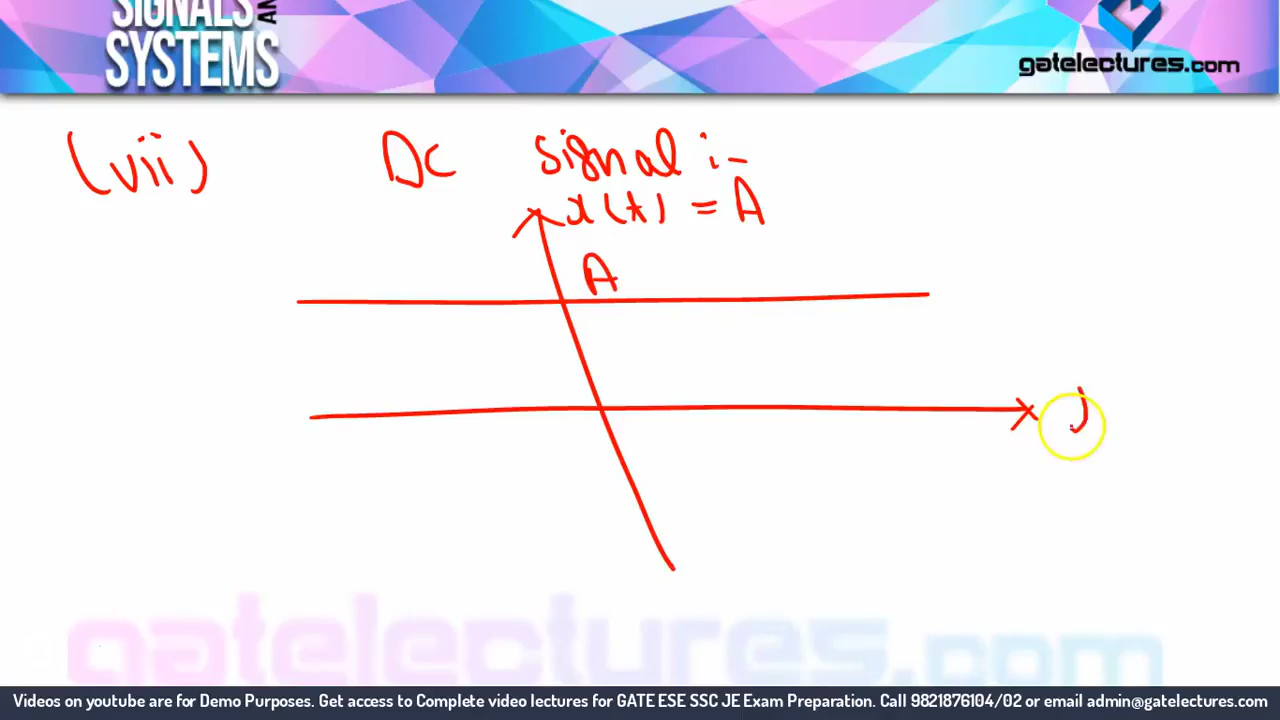 SIGNALS AND
SYSTEMS
gatelectures.com
(vii) DC signal :-
x(t) = A
A
gatelectures.com
Videos on youtube are for Demo Purposes. Get access to Complete video lectures for GATE ESE SSC JE Exam Preparation. Call 9821876104/02 or email admin@gatelectures.com